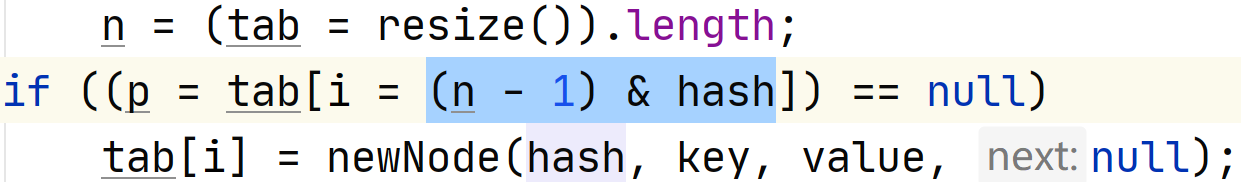 n = (tab = resize()).length;
if ((p = tab[i = (n - 1) & hash]) == null)
tab[i] = newNode(hash, key, value, next: null);